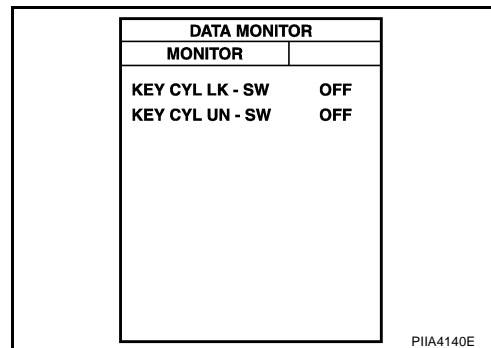 DATA MONITOR
MONITOR
KEY CYL LK - SW OFF
KEY CYL UN - SW OFF
PIIA4140E